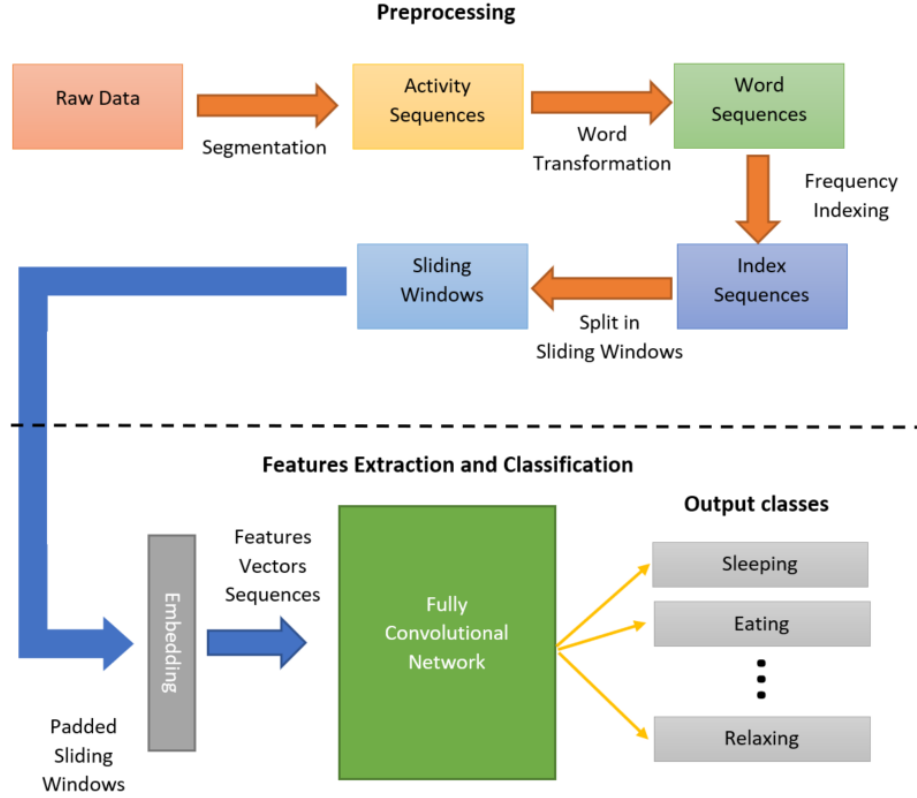 Preprocessing
Raw Data
Segmentation
Activity
Sequences
Word
Transformation
Word
Sequences
Frequency
Indexing
Index
Sequences
Split in
Sliding Windows
Sliding
Windows
Features Extraction and Classification
Padded
Sliding
Windows
Embedding
Features
Vectors
Sequences
Fully
Convolutional
Network
Output classes
Sleeping
Eating
Relaxing